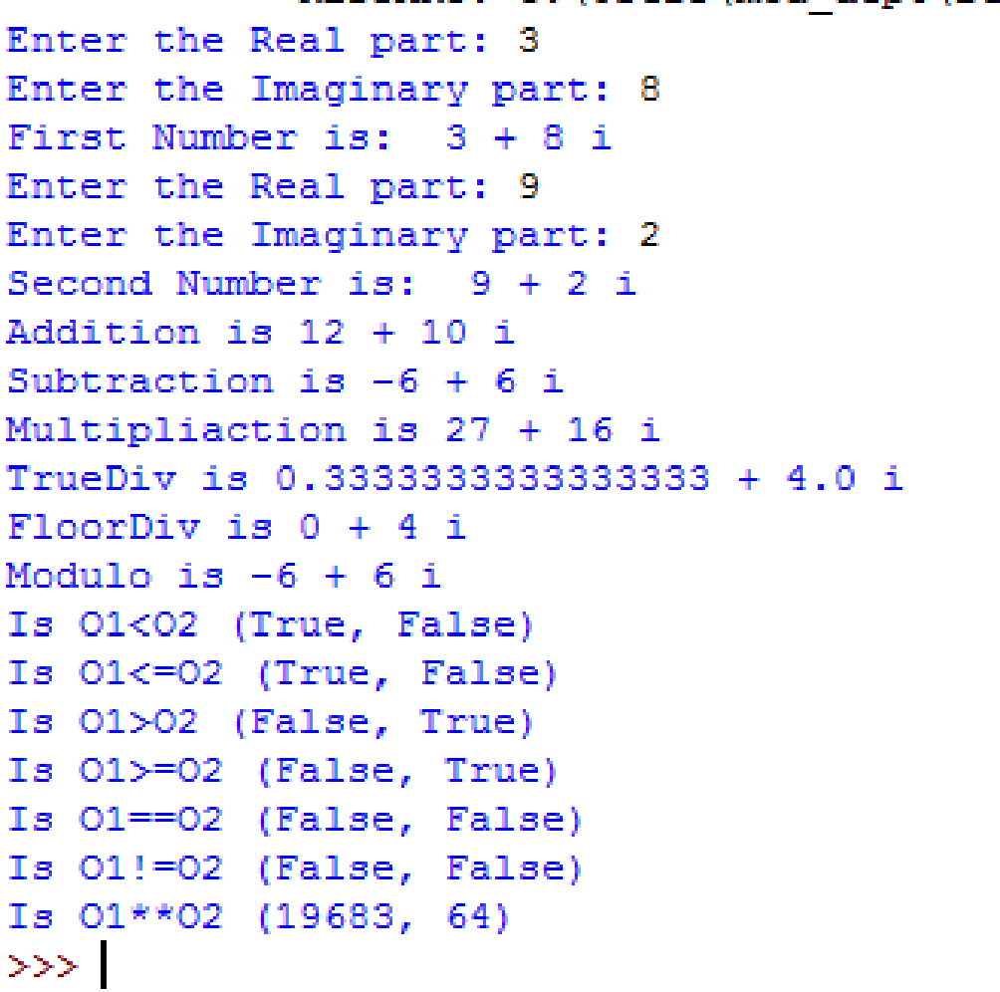 Enter the Real part: 3
Enter the Imaginary part: 8
First Number is:  3 + 8 i
Enter the Real part: 9
Enter the Imaginary part: 2
Second Number is:  9 + 2 i
Addition is 12 + 10 i
Subtraction is -6 + 6 i
Multipliaction is 27 + 16 i
TrueDiv is 0.3333333333333333 + 4.0 i
FloorDiv is 0 + 4 i
Modulo is -6 + 6 i
Is O1<O2 (True, False)
Is O1<=O2 (True, False)
Is O1>O2 (False, True)
Is O1>=O2 (False, True)
Is O1==O2 (False, False)
Is O1!=O2 (False, False)
Is O1**O2 (19683, 64)
>>>